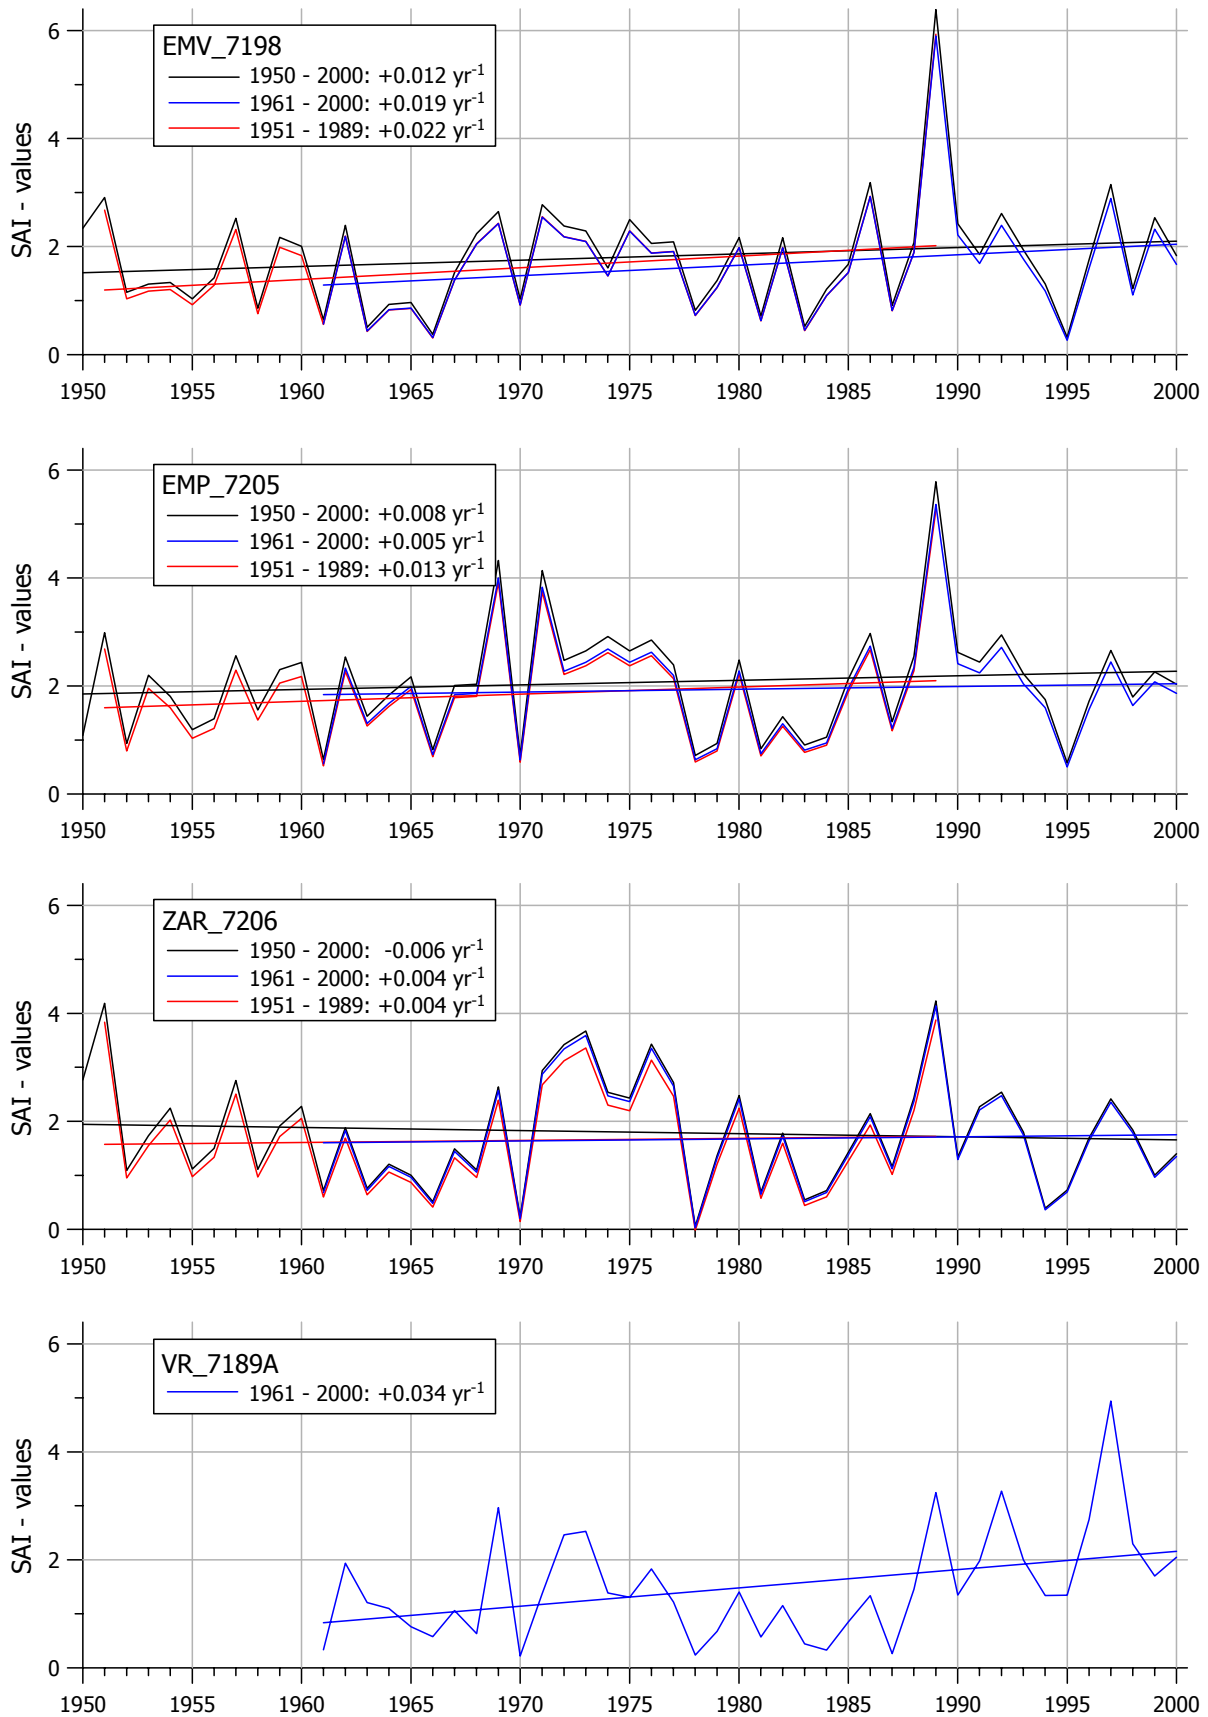 EMV_7198
1950 - 2000: +0.012 yr-1
1961 - 2000: +0.019 yr-1
1951 - 1989: +0.022 yr-1
SAI - values
6
4
2
0
1950 1955 1960 1965 1970 1975 1980 1985 1990 1995 2000
EMP_7205
1950 - 2000: +0.008 yr-1
1961 - 2000: +0.005 yr-1
1951 - 1989: +0.013 yr-1
SAI - values
6
4
2
0
1950 1955 1960 1965 1970 1975 1980 1985 1990 1995 2000
ZAR_7206
1950 - 2000: -0.006 yr-1
1961 - 2000: +0.004 yr-1
1951 - 1989: +0.004 yr-1
SAI - values
6
4
2
0
1950 1955 1960 1965 1970 1975 1980 1985 1990 1995 2000
VR_7189A
1961 - 2000: +0.034 yr-1
SAI - values
6
4
2
0
1950 1955 1960 1965 1970 1975 1980 1985 1990 1995 2000